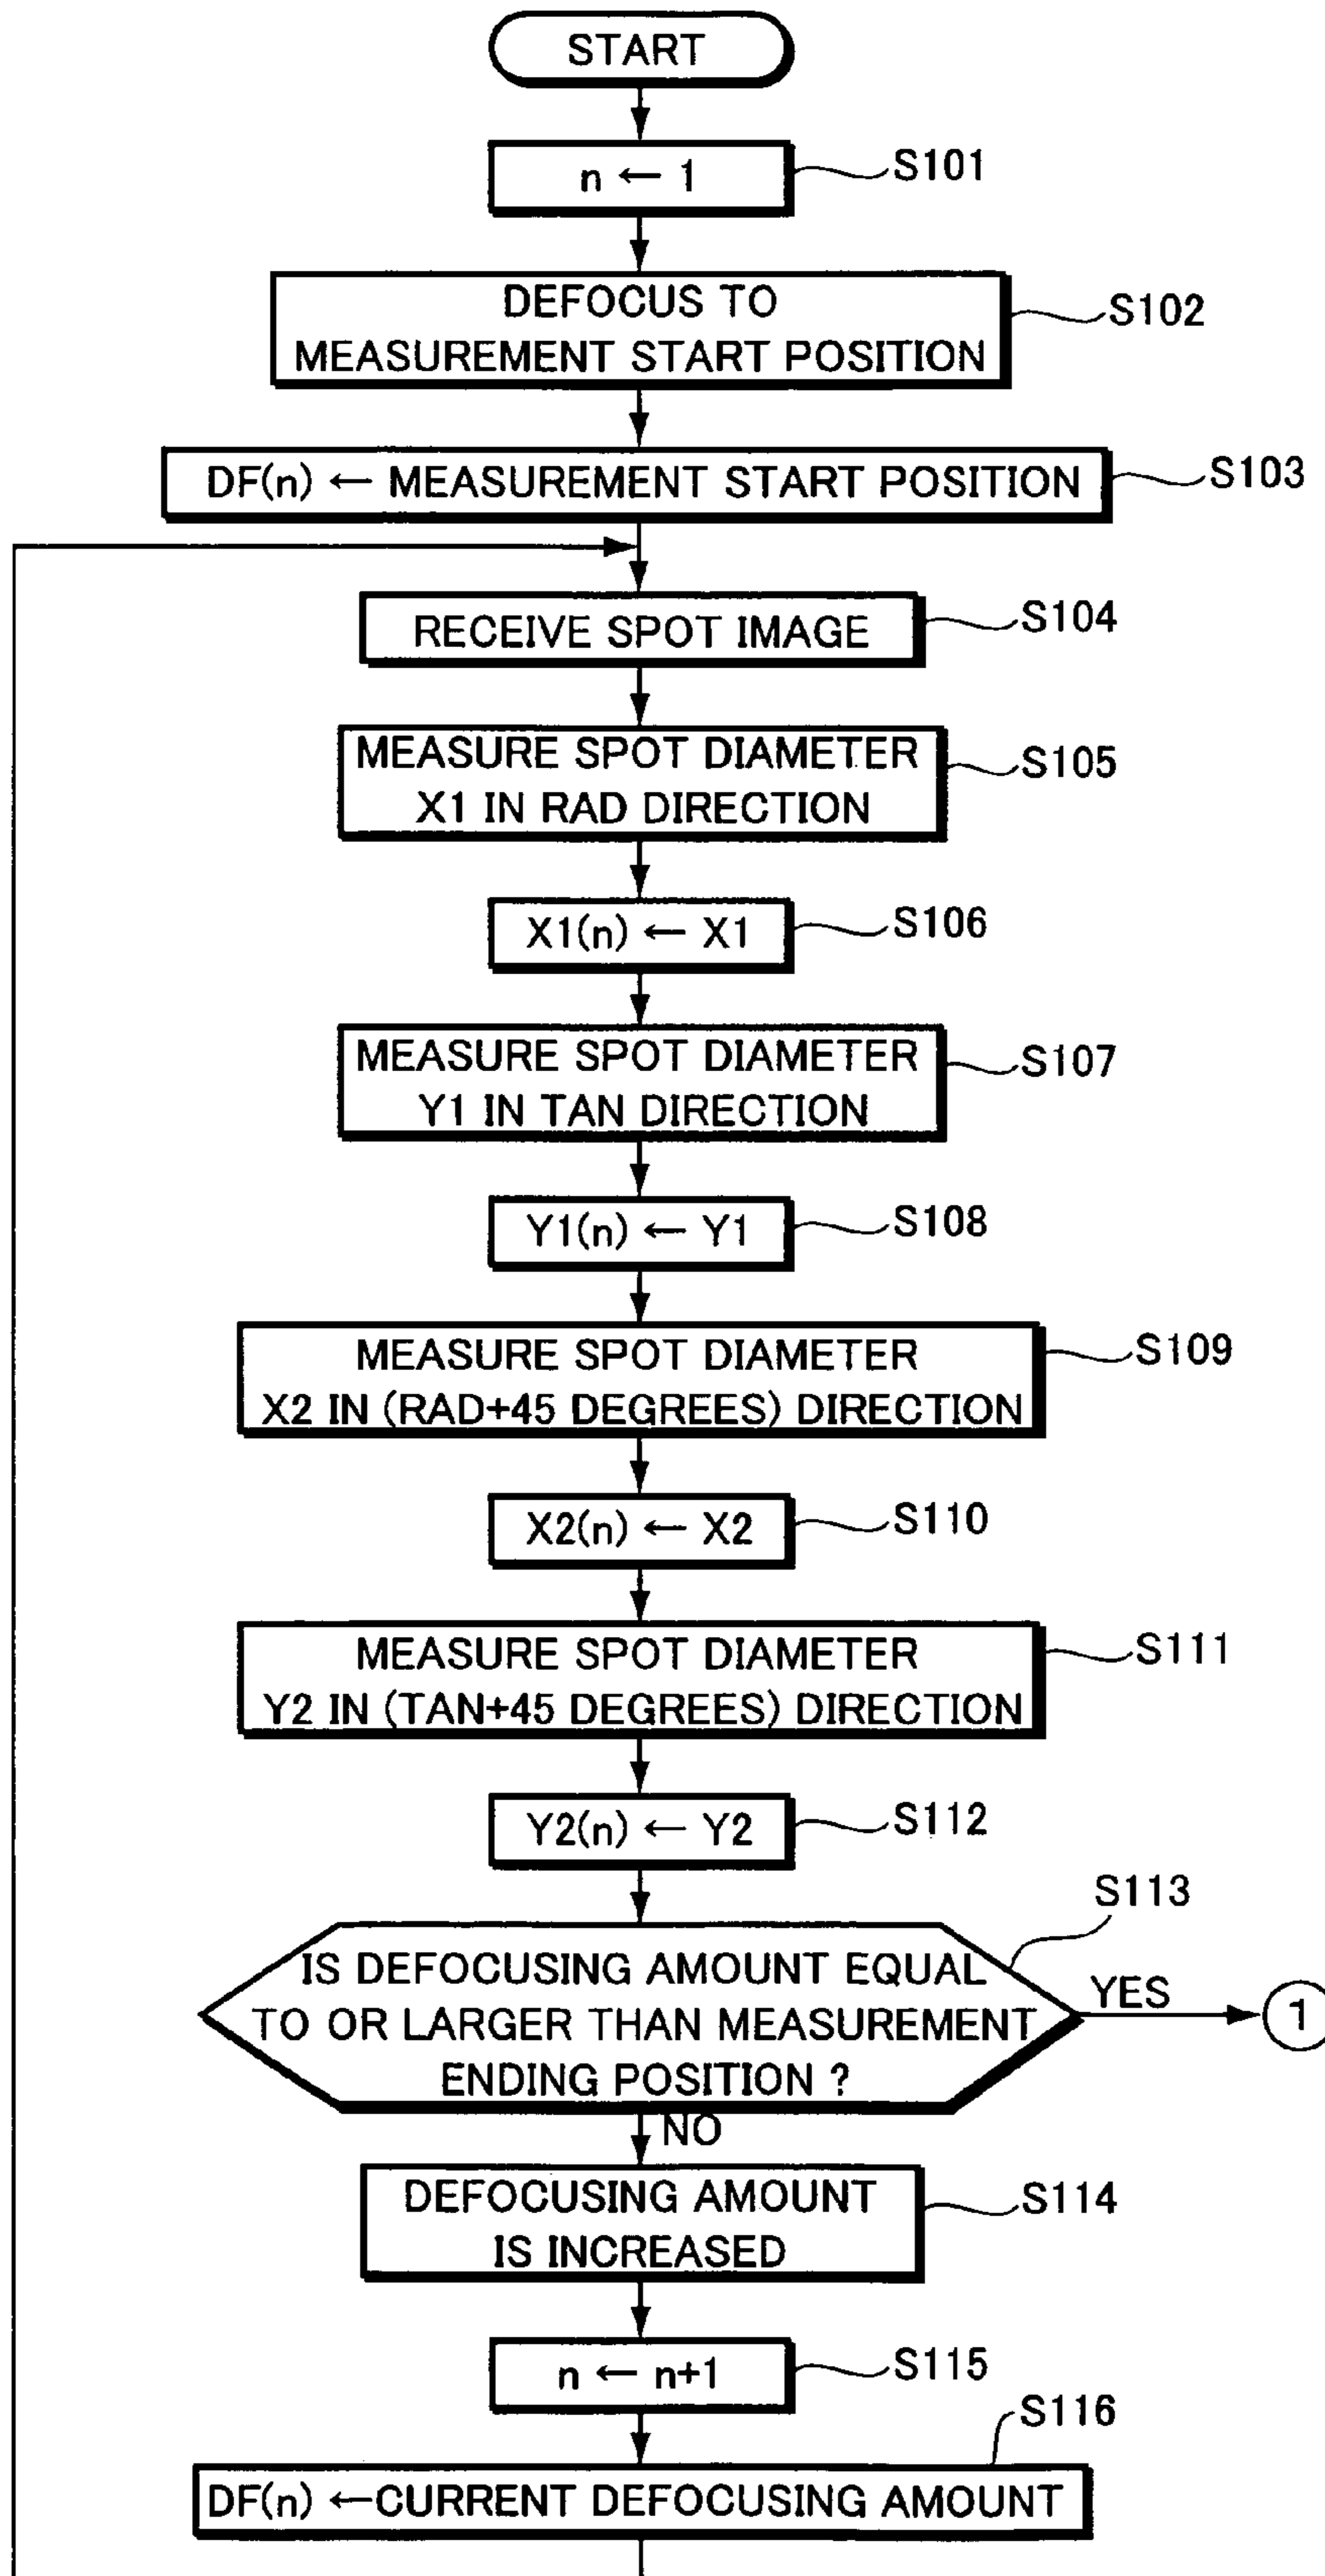 START
n ← 1
S101
DEFOCUS TO
MEASUREMENT START POSITION
S102
DF(n) ← MEASUREMENT START POSITION
S103
RECEIVE SPOT IMAGE
S104
MEASURE SPOT DIAMETER
X1 IN RAD DIRECTION
S105
X1(n) ← X1
S106
MEASURE SPOT DIAMETER
Y1 IN TAN DIRECTION
S107
Y1(n) ← Y1
S108
MEASURE SPOT DIAMETER
X2 IN (RAD+45 DEGREES) DIRECTION
S109
X2(n) ← X2
S110
MEASURE SPOT DIAMETER
Y2 IN (TAN+45 DEGREES) DIRECTION
S111
Y2(n) ← Y2
S112
S113
IS DEFOCUSING AMOUNT EQUAL
TO OR LARGER THAN MEASUREMENT
ENDING POSITION ?
YES
1
NO
DEFOCUSING AMOUNT
IS INCREASED
S114
n ← n+1
S115
S116
DF(n) ←CURRENT DEFOCUSING AMOUNT